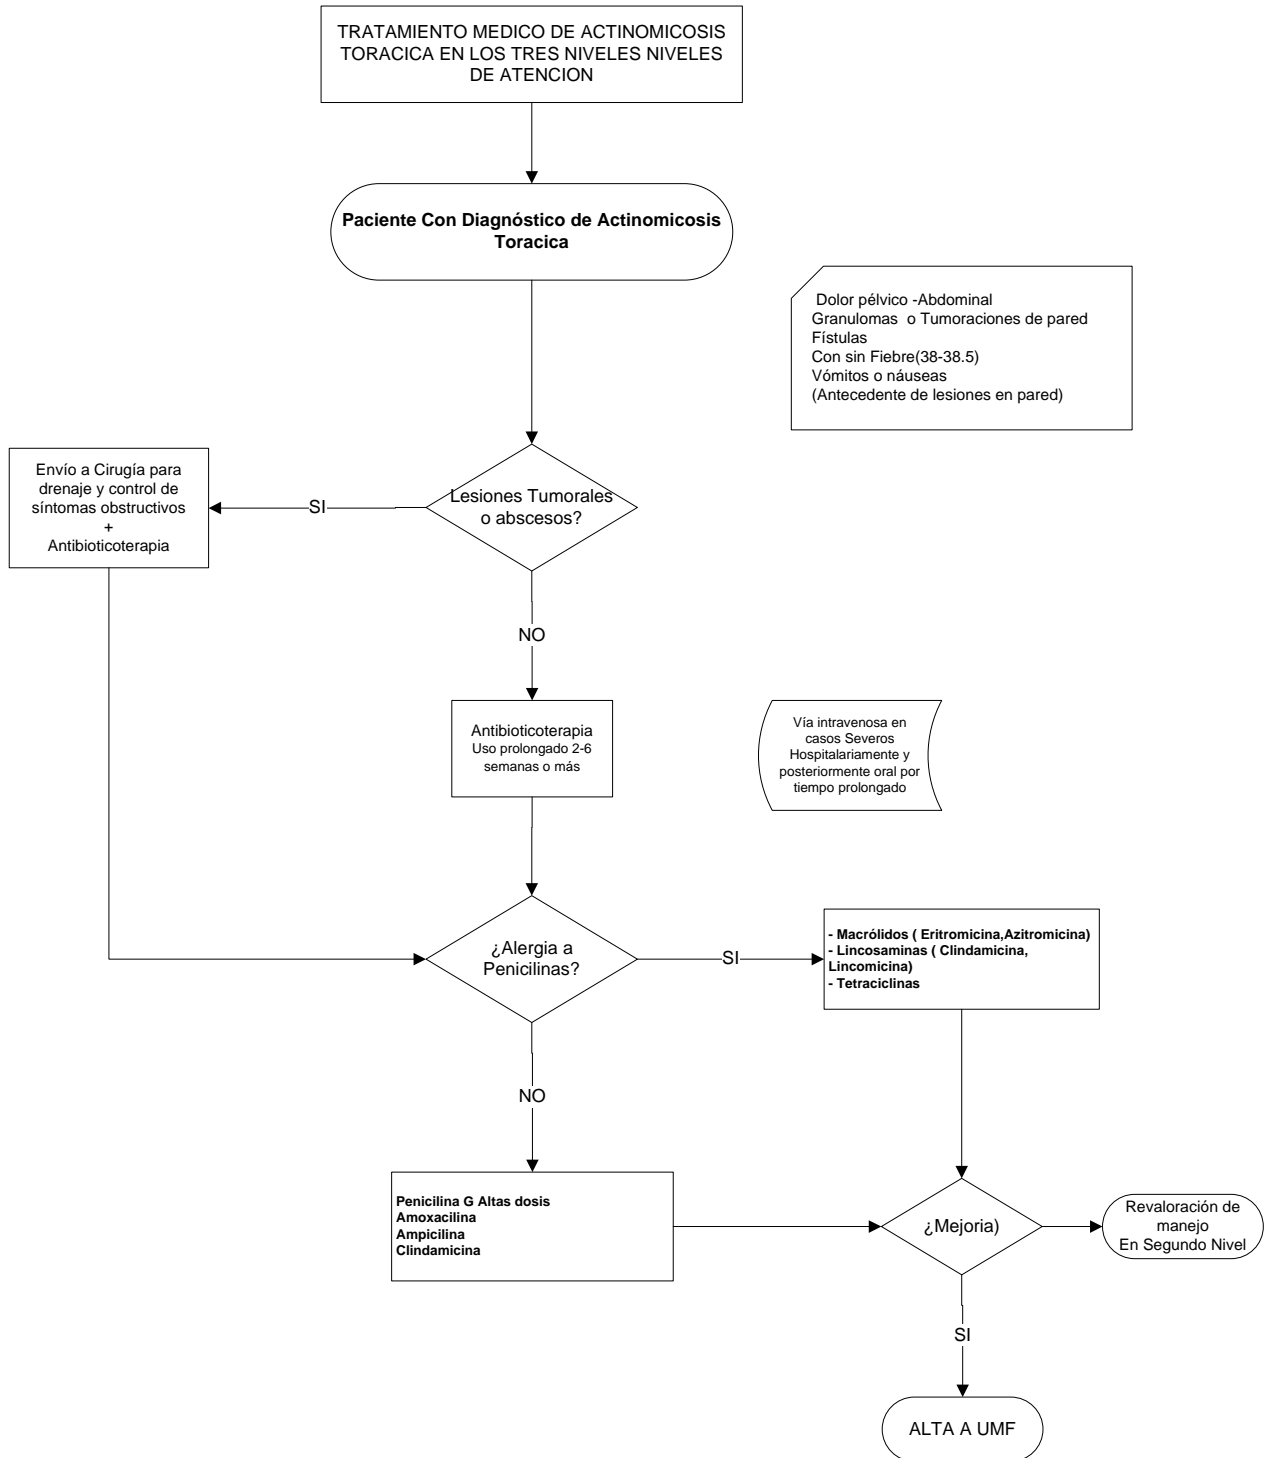 TRATAMIENTO MEDICO DE ACTINOMICOSIS
TORACICA EN LOS TRES NIVELES NIVELES
DE ATENCION
Paciente Con Diagnóstico de Actinomicosis
Toracica
Dolor pélvico -Abdominal
Granulomas o Tumoraciones de pared
Fístulas
Con sin Fiebre(38-38.5)
Vómitos o náuseas
(Antecedente de lesiones en pared)
Lesiones Tumorales
o abscesos?
SI
Envío a Cirugía para
drenaje y control de
síntomas obstructivos
+
Antibioticoterapia
NO
Antibioticoterapia
Uso prolongado 2-6
semanas o más
Vía intravenosa en
casos Severos
Hospitalariamente y
posteriormente oral por
tiempo prolongado
¿Alergia a
Penicilinas?
SI
- Macrólidos ( Eritromicina,Azitromicina)
- Lincosaminas ( Clindamicina,
Lincomicina)
- Tetraciclinas
NO
Penicilina G Altas dosis
Amoxacilina
Ampicilina
Clindamicina
¿Mejoria)
Revaloración de
manejo
En Segundo Nivel
SI
ALTA A UMF